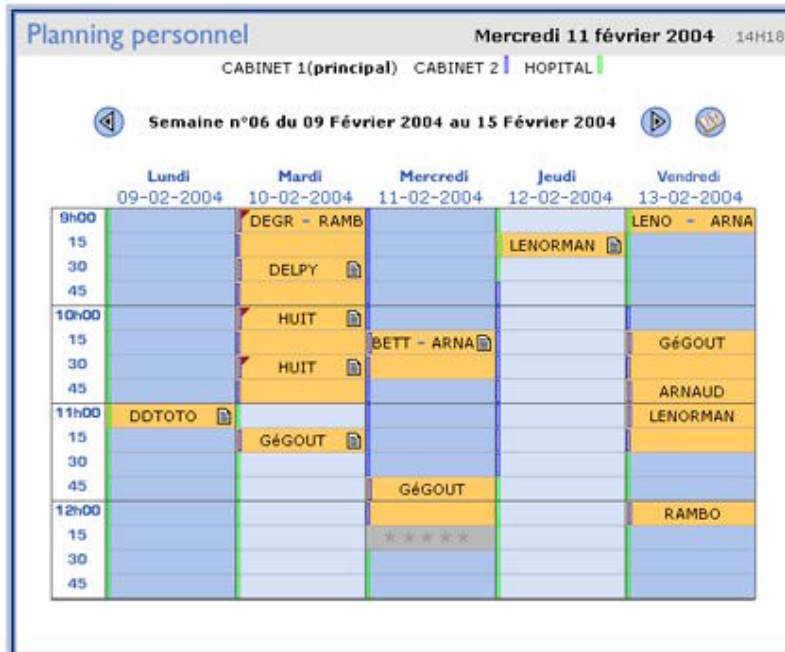 Planning personnel Mercredi 11 février 2004 14H18
CABINET 1(principal) CABINET 2 HOPITAL
Semaine n°06 du 09 Février 2004 au 15 Février 2004
Lundi Mardi Mercredi Jeudi Vendredi
09-02-2004 10-02-2004 11-02-2004 12-02-2004 13-02-2004
9h00 DEGR - RAMB LENO - ARNA
15 LENORMAN
30 DELPY
45
10h00 HUIT
15 BETT - ARNA GéGOUT
30 HUIT
45 ARNAUD
11h00 DDTOTO LENORMAN
15 GéGOUT
30
45 GéGOUT
12h00 RAMBO
15 *****
30
45